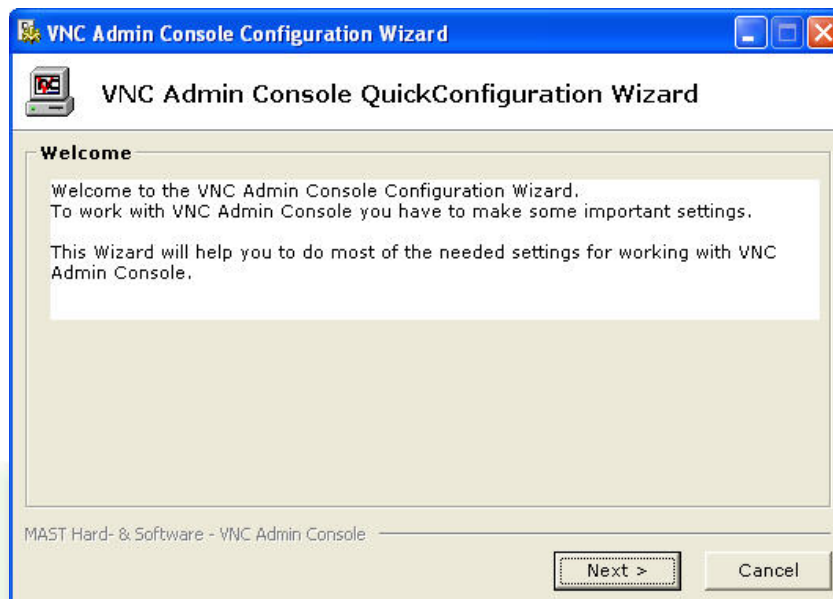 VNC Admin Console Configuration Wizard
VNC Admin Console QuickConfiguration Wizard
Welcome
Welcome to the VNC Admin Console Configuration Wizard.
To work with VNC Admin Console you have to make some important settings.
This Wizard will help you to do most of the needed settings for working with VNC
Admin Console.
MAST Hard- & Software - VNC Admin Console
Next >
Cancel